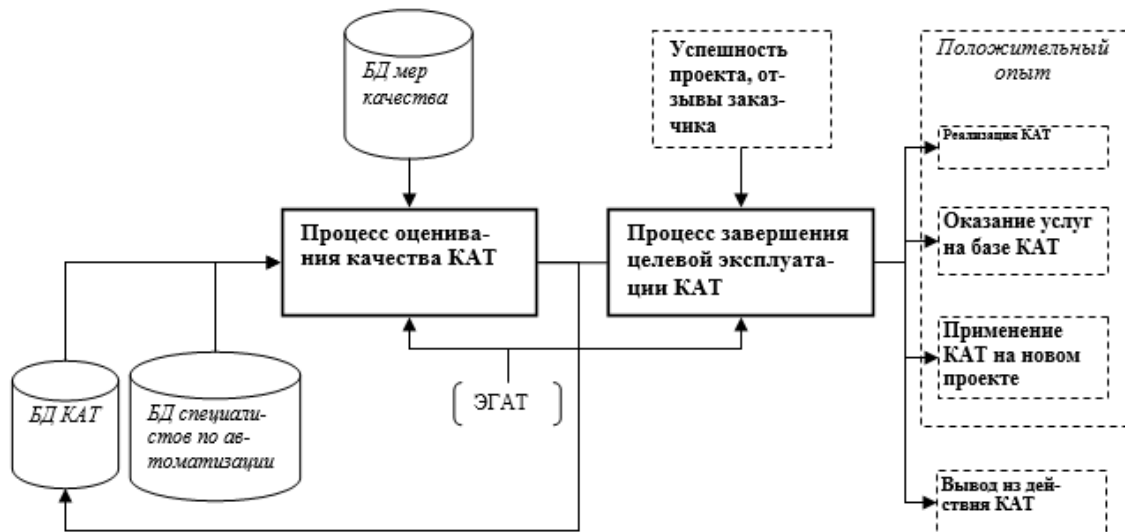 БД мер
качества
Успешность
проекта, от-
зывы заказ-
чика
Положительный
опыт
Реализация КАТ
Процесс оценива-
ния качества КАТ
Процесс завершения
целевой эксплуата-
ции КАТ
Оказание услуг
на базе КАТ
Применение
КАТ на новом
проекте
ЭГАТ
БД КАТ
БД специали-
стов по ав-
томатизации
Вывод из дей-
ствия КАТ